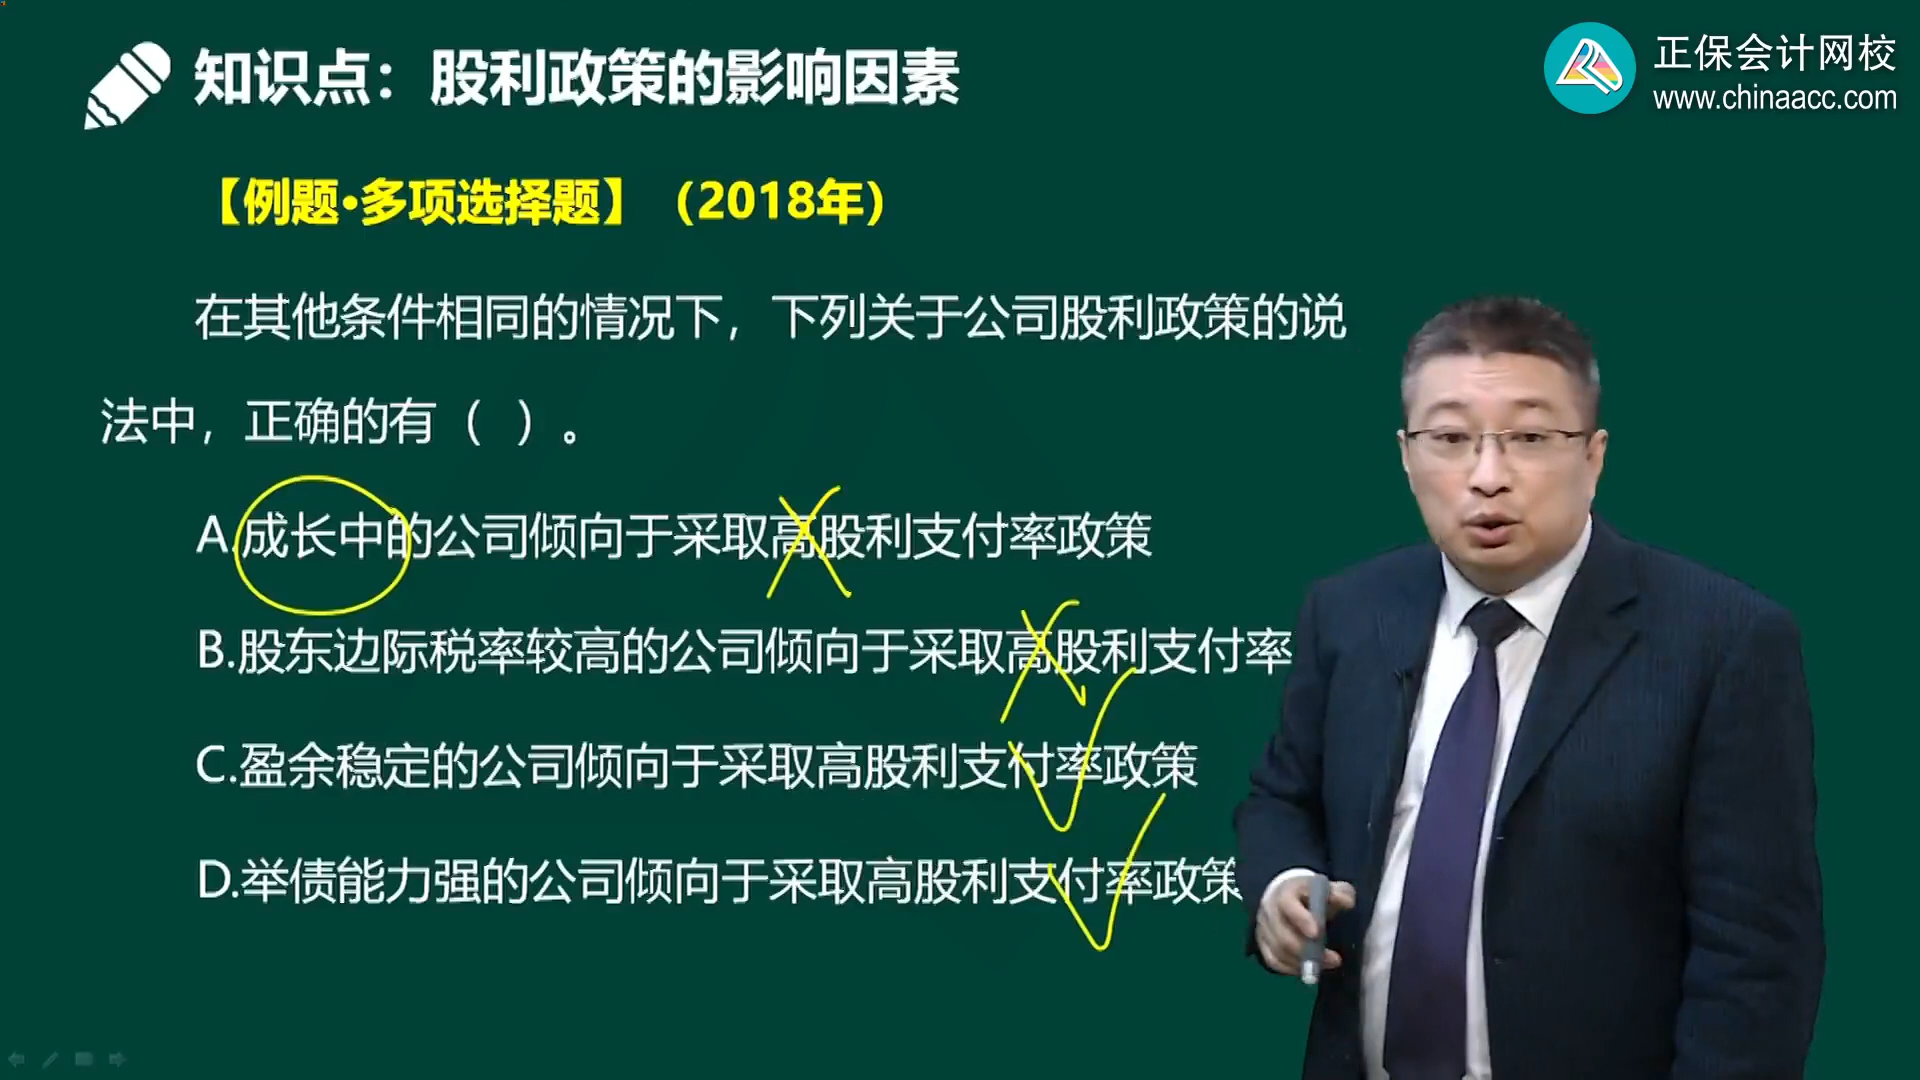 知识点：股利政策的影响因素
正保会计网校
www.chinaacc.com
【例题•多项选择题】（2018年）
在其他条件相同的情况下，下列关于公司股利政策的说
法中，正确的有（ ）。
A.成长中的公司倾向于采取高股利支付率政策
B.股东边际税率较高的公司倾向于采取高股利支付率
C.盈余稳定的公司倾向于采取高股利支付率政策
D.举债能力强的公司倾向于采取高股利支付率政策